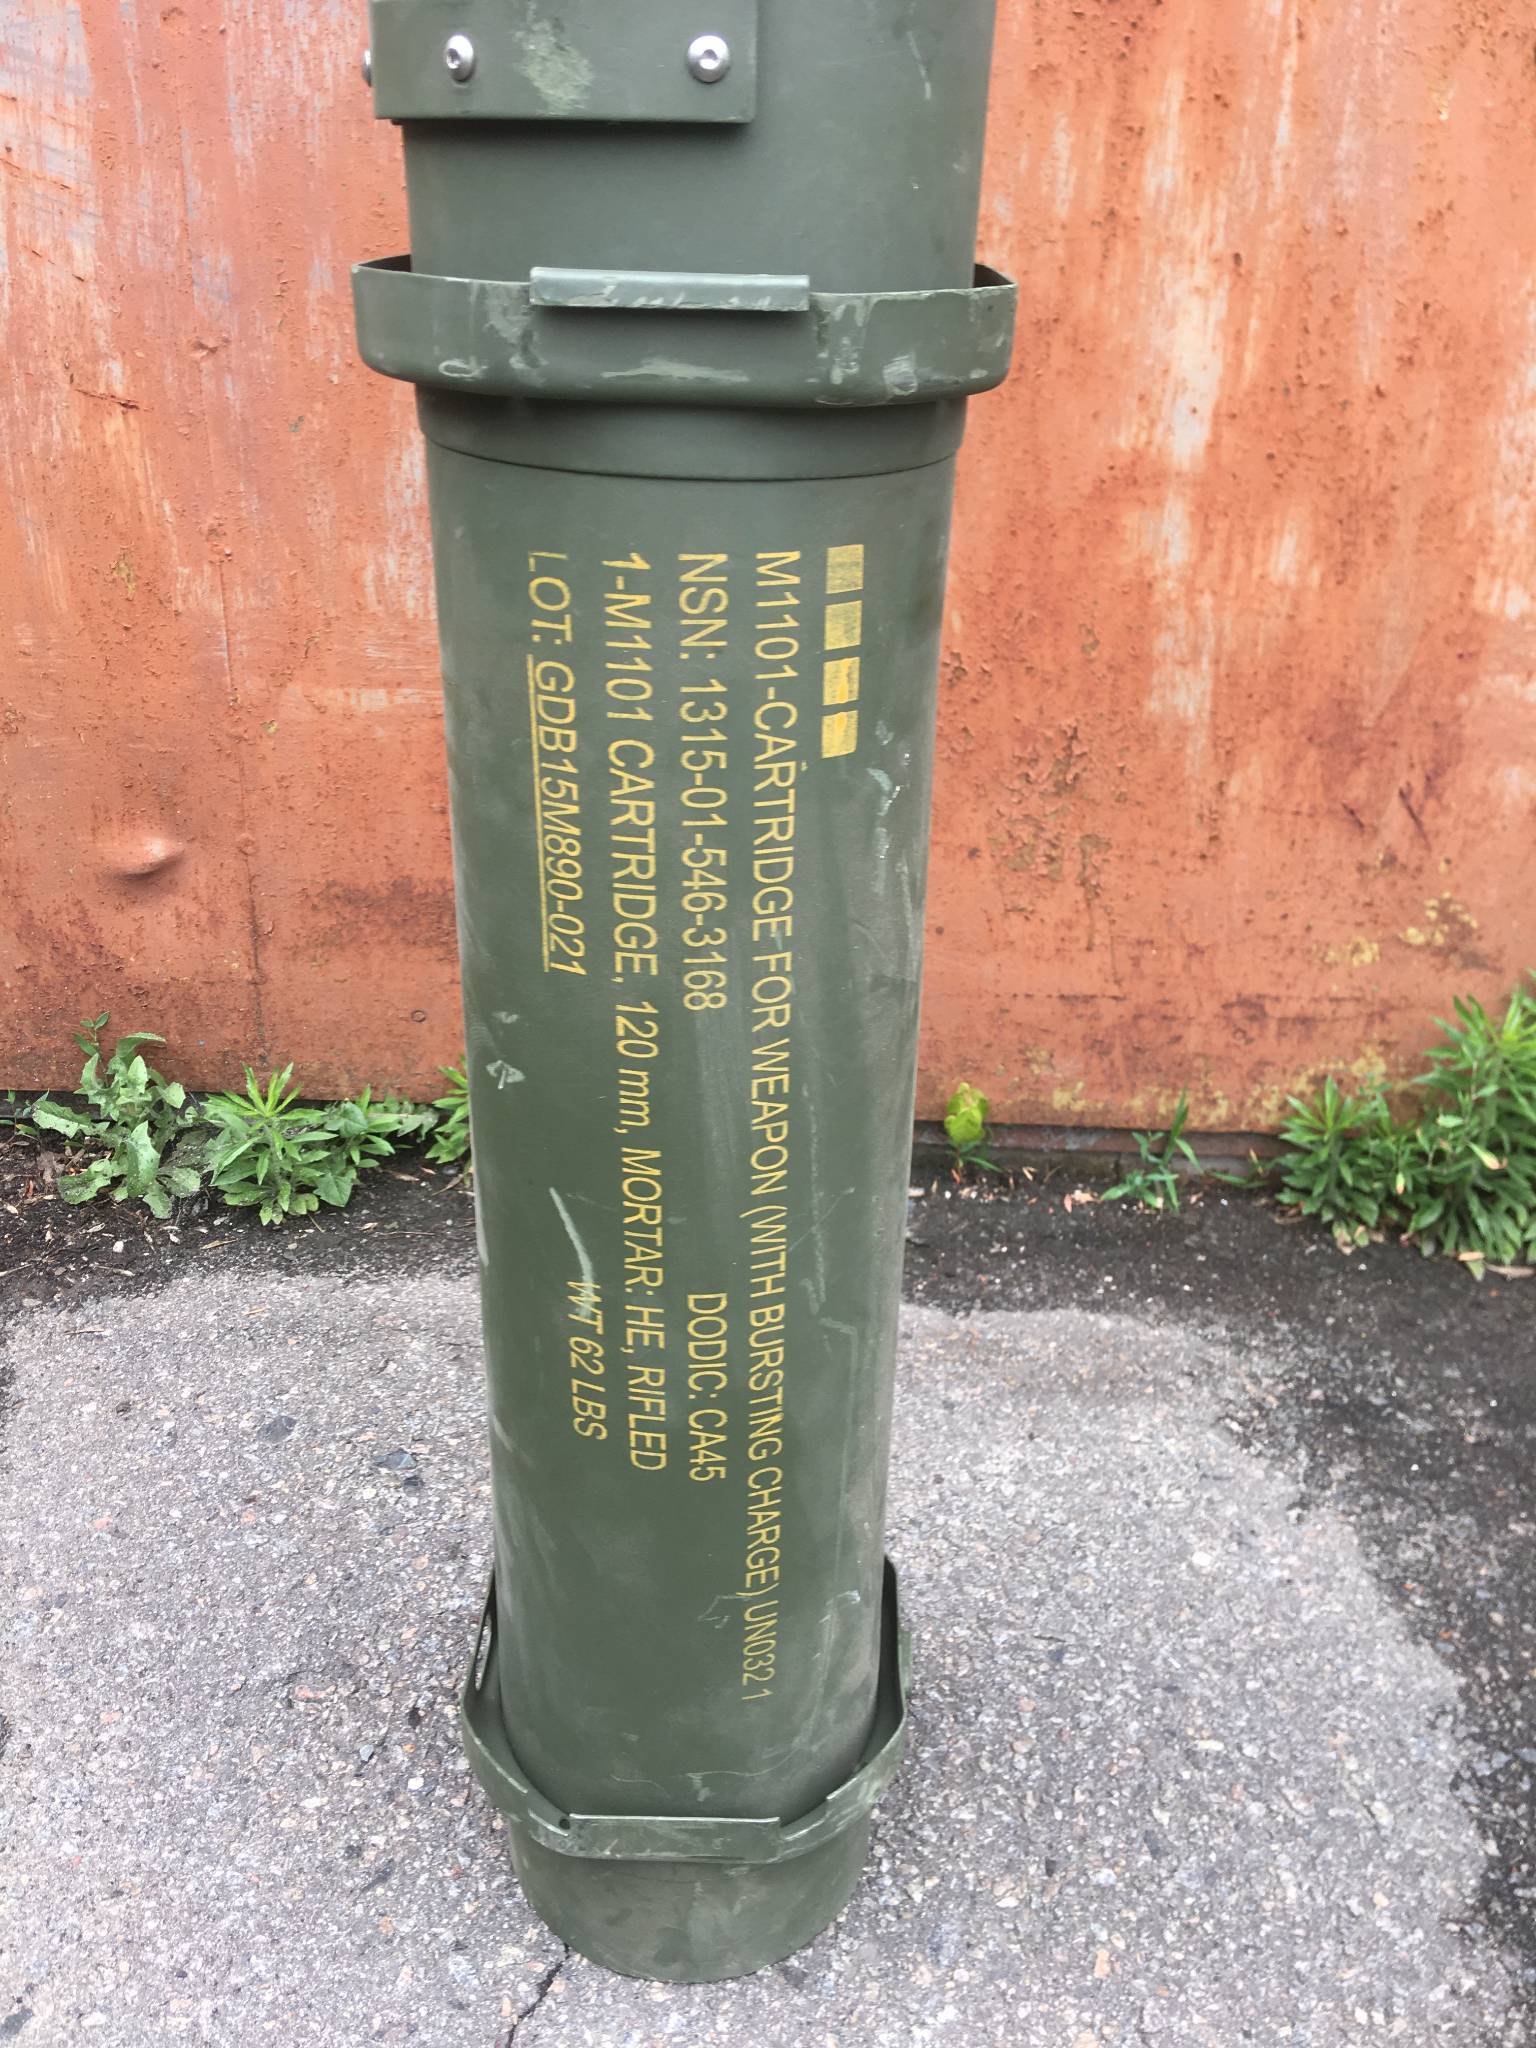 M1101-CARTRIDGE FOR WEAPON (WITH BURSTING CHARGE) UN0321
NSN: 1315-01-546-3168 DODIC: CA45
1-M1101 CARTRIDGE, 120 mm, MORTAR: HE, RIFLED
LOT: GDB15M890-021 WT 62 LBS